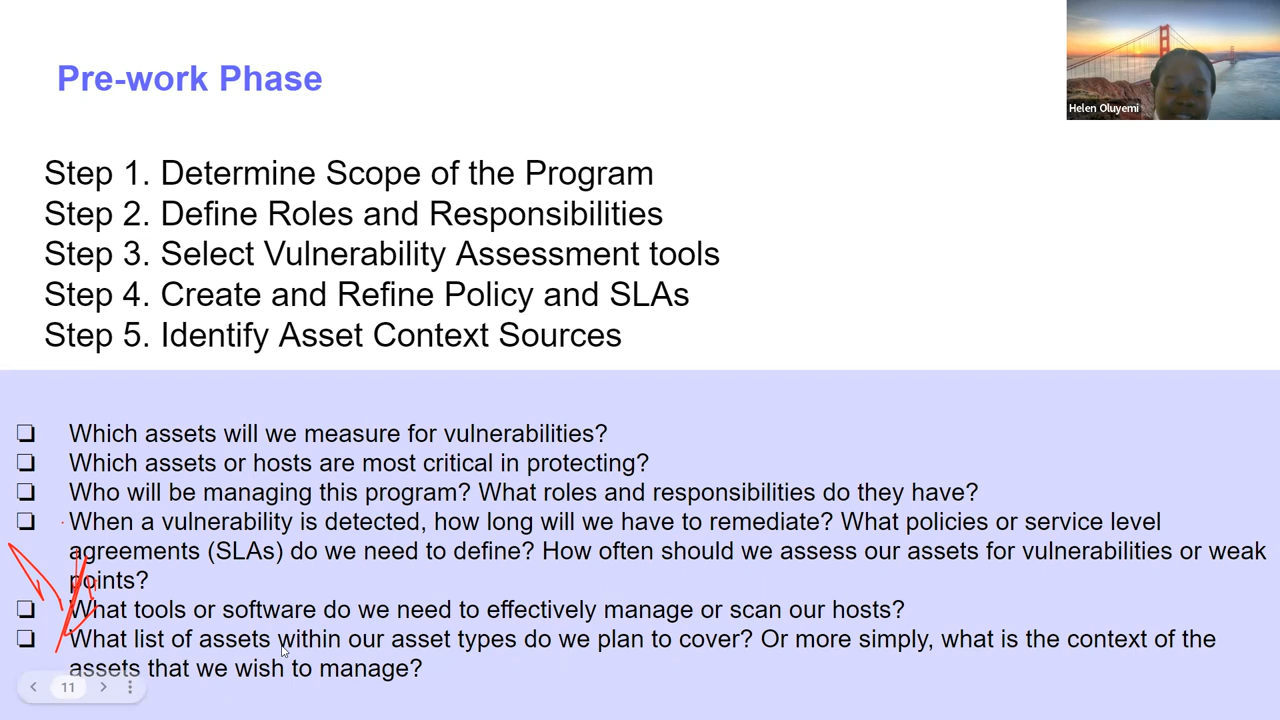 Pre-work Phase
Helen Oluyemi
Step 1. Determine Scope of the Program
Step 2. Define Roles and Responsibilities
Step 3. Select Vulnerability Assessment tools
Step 4. Create and Refine Policy and SLAs
Step 5. Identify Asset Context Sources
❏ Which assets will we measure for vulnerabilities?
❏ Which assets or hosts are most critical in protecting?
❏ Who will be managing this program? What roles and responsibilities do they have?
❏ When a vulnerability is detected, how long will we have to remediate? What policies or service level
agreements (SLAs) do we need to define? How often should we assess our assets for vulnerabilities or weak
points?
❏ What tools or software do we need to effectively manage or scan our hosts?
❏ What list of assets within our asset types do we plan to cover? Or more simply, what is the context of the
assets that we wish to manage?
11